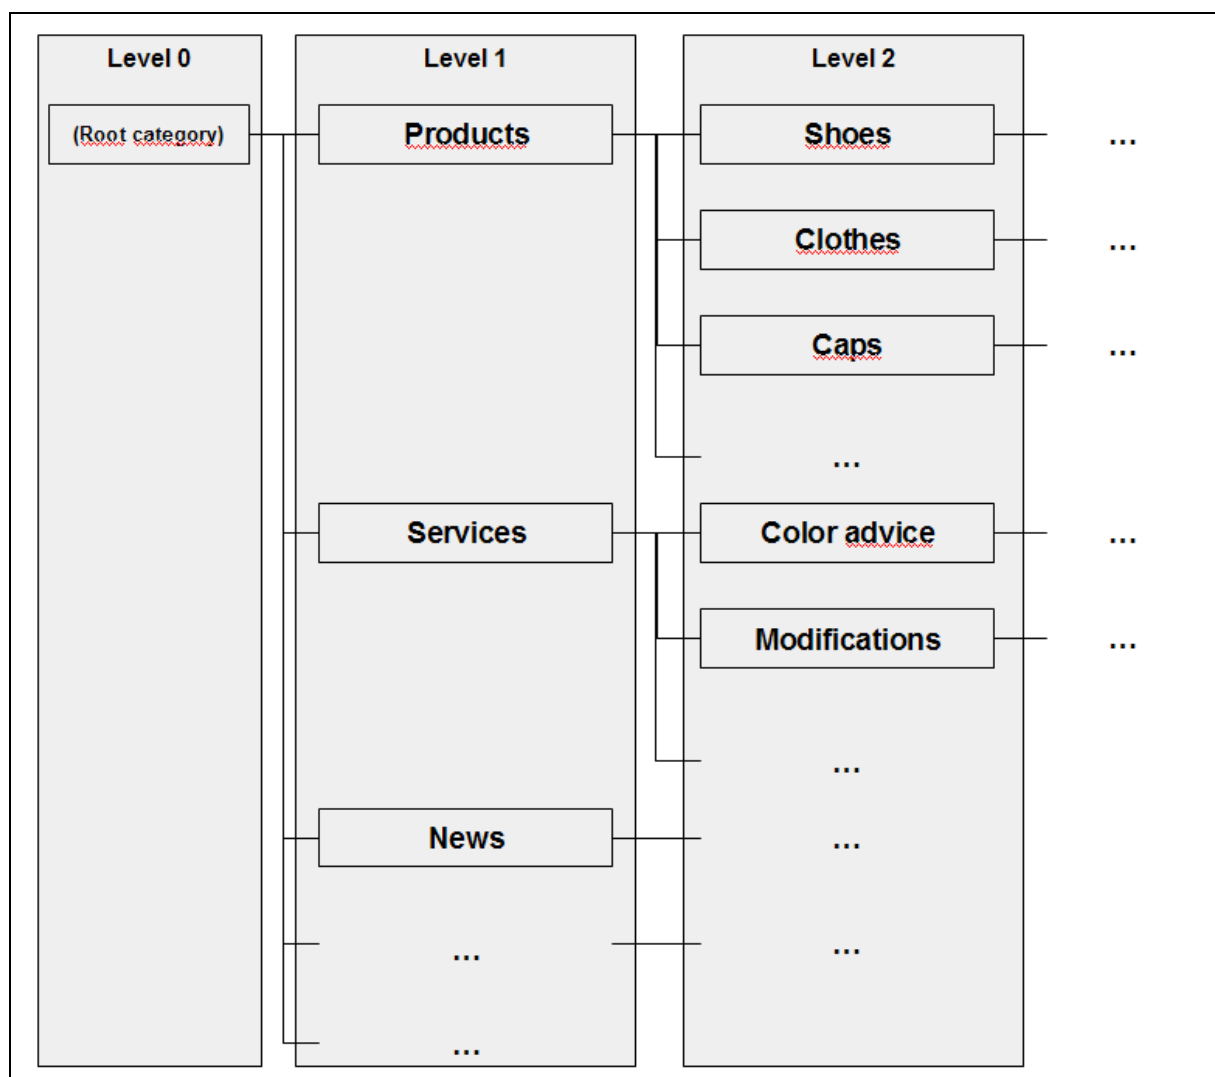 Level 0
Level 1
Level 2
(Root category)
Products
Shoes
...
Clothes
...
Caps
...
...
Services
Color advice
...
Modifications
...
...
News
...
...
...
...